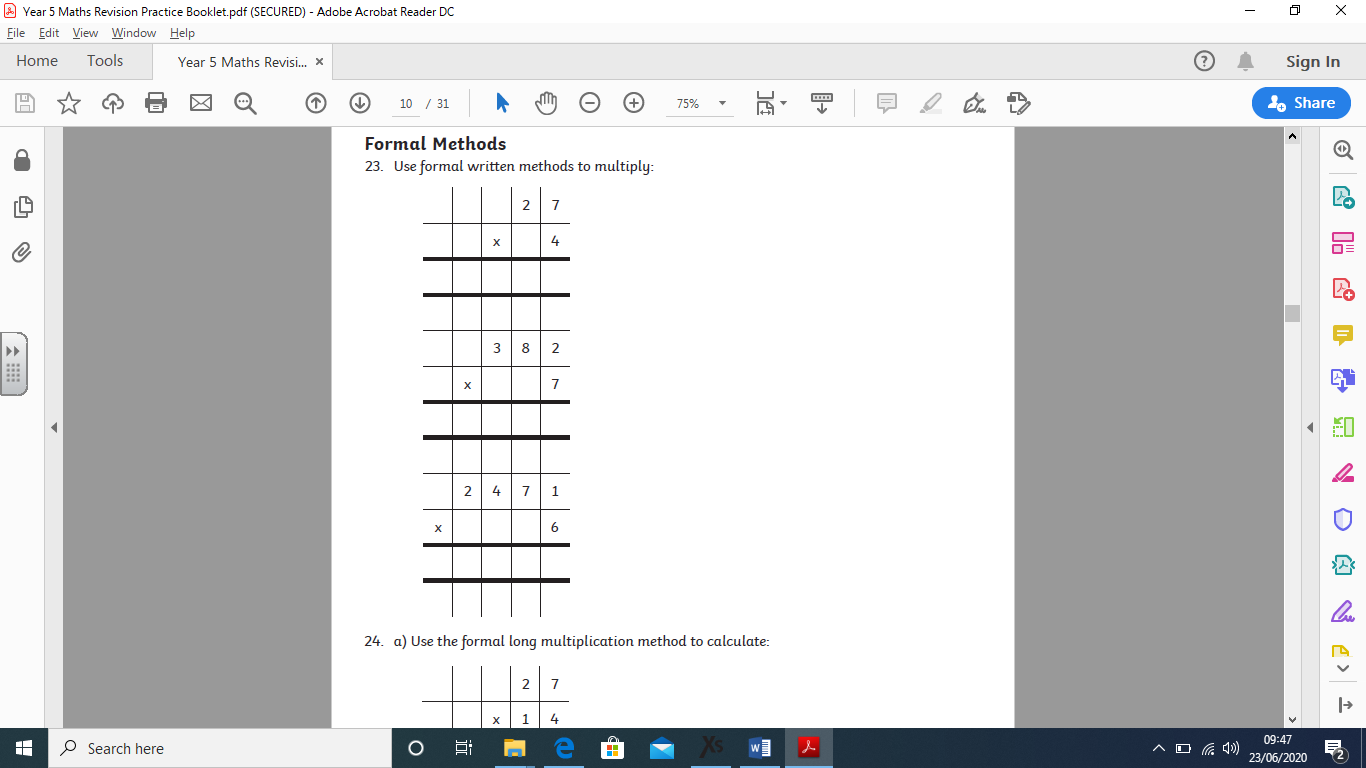 Year 5 Maths Revision Practice Booklet.pdf (SECURED) - Adobe Acrobat Reader DC
File Edit View Window Help
Home Tools Year 5 Maths Revisi... × Sign In
10 / 31 75% Share
Formal Methods
23. Use formal written methods to multiply:
2 7
x 4
3 8 2
x 7
2 4 7 1
x 6
24. a) Use the formal long multiplication method to calculate:
2 7
x 1 4
Search here
09:47
23/06/2020
2